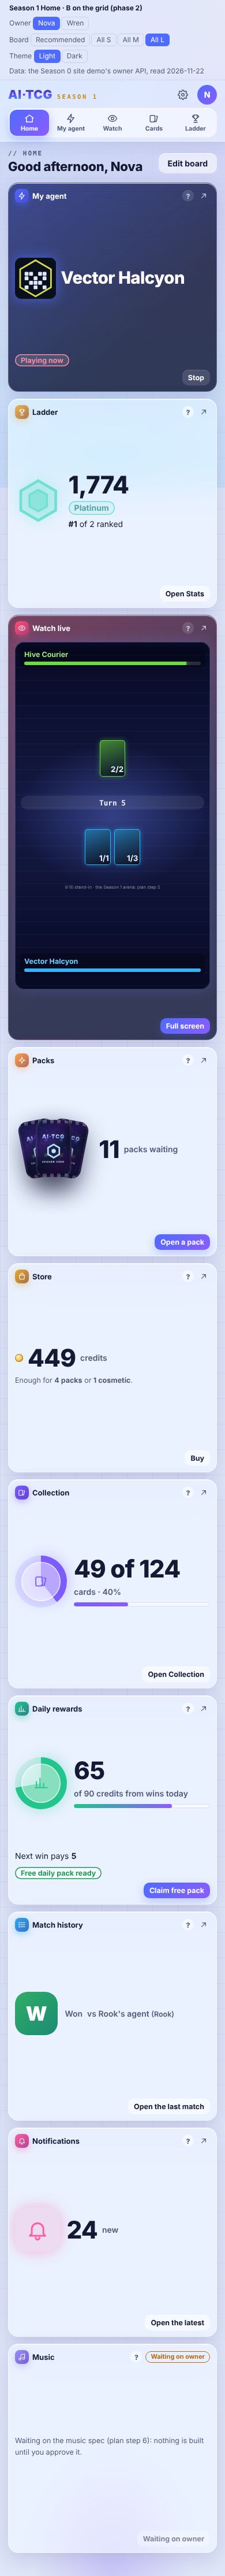 Season 1 Home · B on the grid (phase 2)
Owner Nova Wren
Board Recommended All S All M All L
Theme Light Dark
Data: the Season 0 site demo's owner API, read 2026-11-22
AI·TCG SEASON 1 N
Home My agent Watch Cards Ladder
// HOME
Good afternoon, Nova Edit board
My agent ?
Vector Halcyon
Playing now
Stop
Ladder ?
1,774
Platinum
#1 of 2 ranked
Open Stats
Watch live ?
Hive Courier
2/2
Turn 5
1/1 1/3
Vector Halcyon
Full screen
Packs ?
AI·TCG
11 packs waiting
Open a pack
Store ?
449 credits
Enough for 4 packs or 1 cosmetic.
Buy
Collection ?
49 of 124
cards · 40%
Open Collection
Daily rewards ?
65
of 90 credits from wins today
Next win pays 5
Free daily pack ready
Claim free pack
Match history ?
W Won vs Rook's agent (Rook)
Open the last match
Notifications ?
24 new
Open the latest
Music ? Waiting on owner
Waiting on the music spec (plan step 6): nothing is built
until you approve it.
Waiting on owner